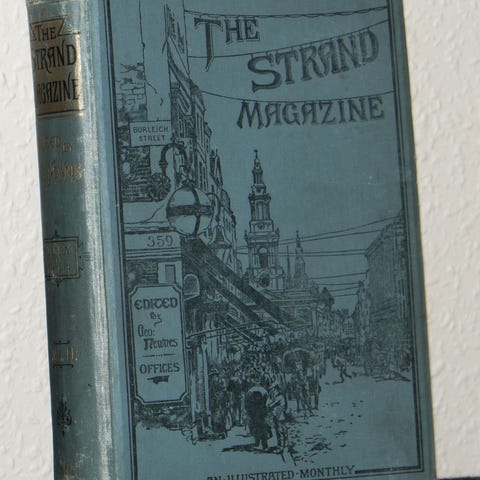 THE
STRAND
MAGAZINE
THE
STRAND
MAGAZINE
BURLEIGH
STREET
359
EDITED
By
Geo:
Newnes
OFFICES
AN·ILLUSTRATED·MONTHLY